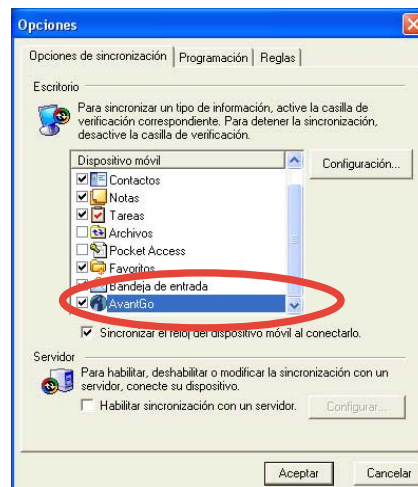 Opciones
Opciones de sincronización Programación Reglas
Escritorio
Para sincronizar un tipo de información, active la casilla de
verificación correspondiente. Para detener la sincronización,
desactive la casilla de verificación.
Dispositivo móvil
Configuración...
Contactos
Notas
Tareas
Archivos
Pocket Access
Favoritos
Bandeja de entrada
AvantGo
Sincronizar el reloj del dispositivo móvil al conectarlo.
Servidor
Para habilitar, deshabilitar o modificar la sincronización con un
servidor, conecte su dispositivo.
Habilitar sincronización con un servidor.
Configurar...
Aceptar Cancelar